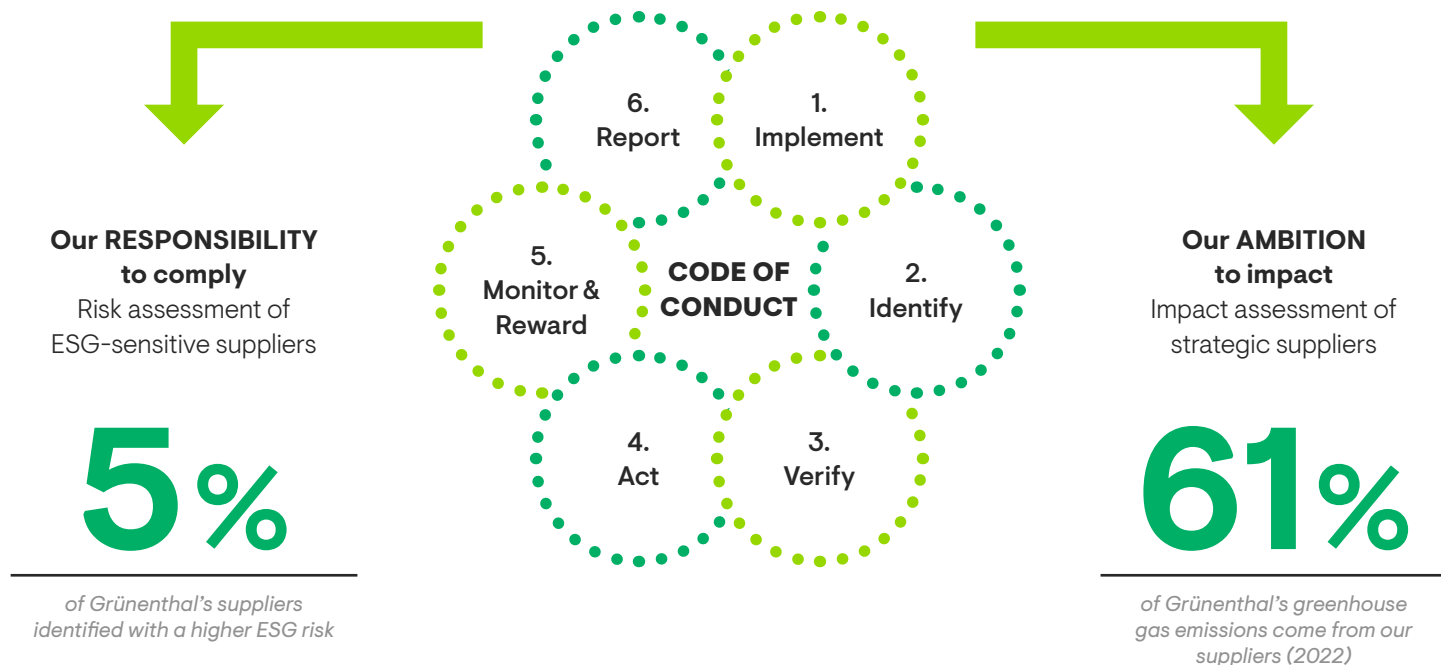 Our RESPONSIBILITY
to comply
Risk assessment of
ESG-sensitive suppliers
5%
of Grünenthal's suppliers
identified with a higher ESG risk
6.
Report
1.
Implement
5.
Monitor &
Reward
CODE OF
CONDUCT
2.
Identify
4.
Act
3.
Verify
Our AMBITION
to impact
Impact assessment of
strategic suppliers
61%
of Grünenthal's greenhouse
gas emissions come from our
suppliers (2022)